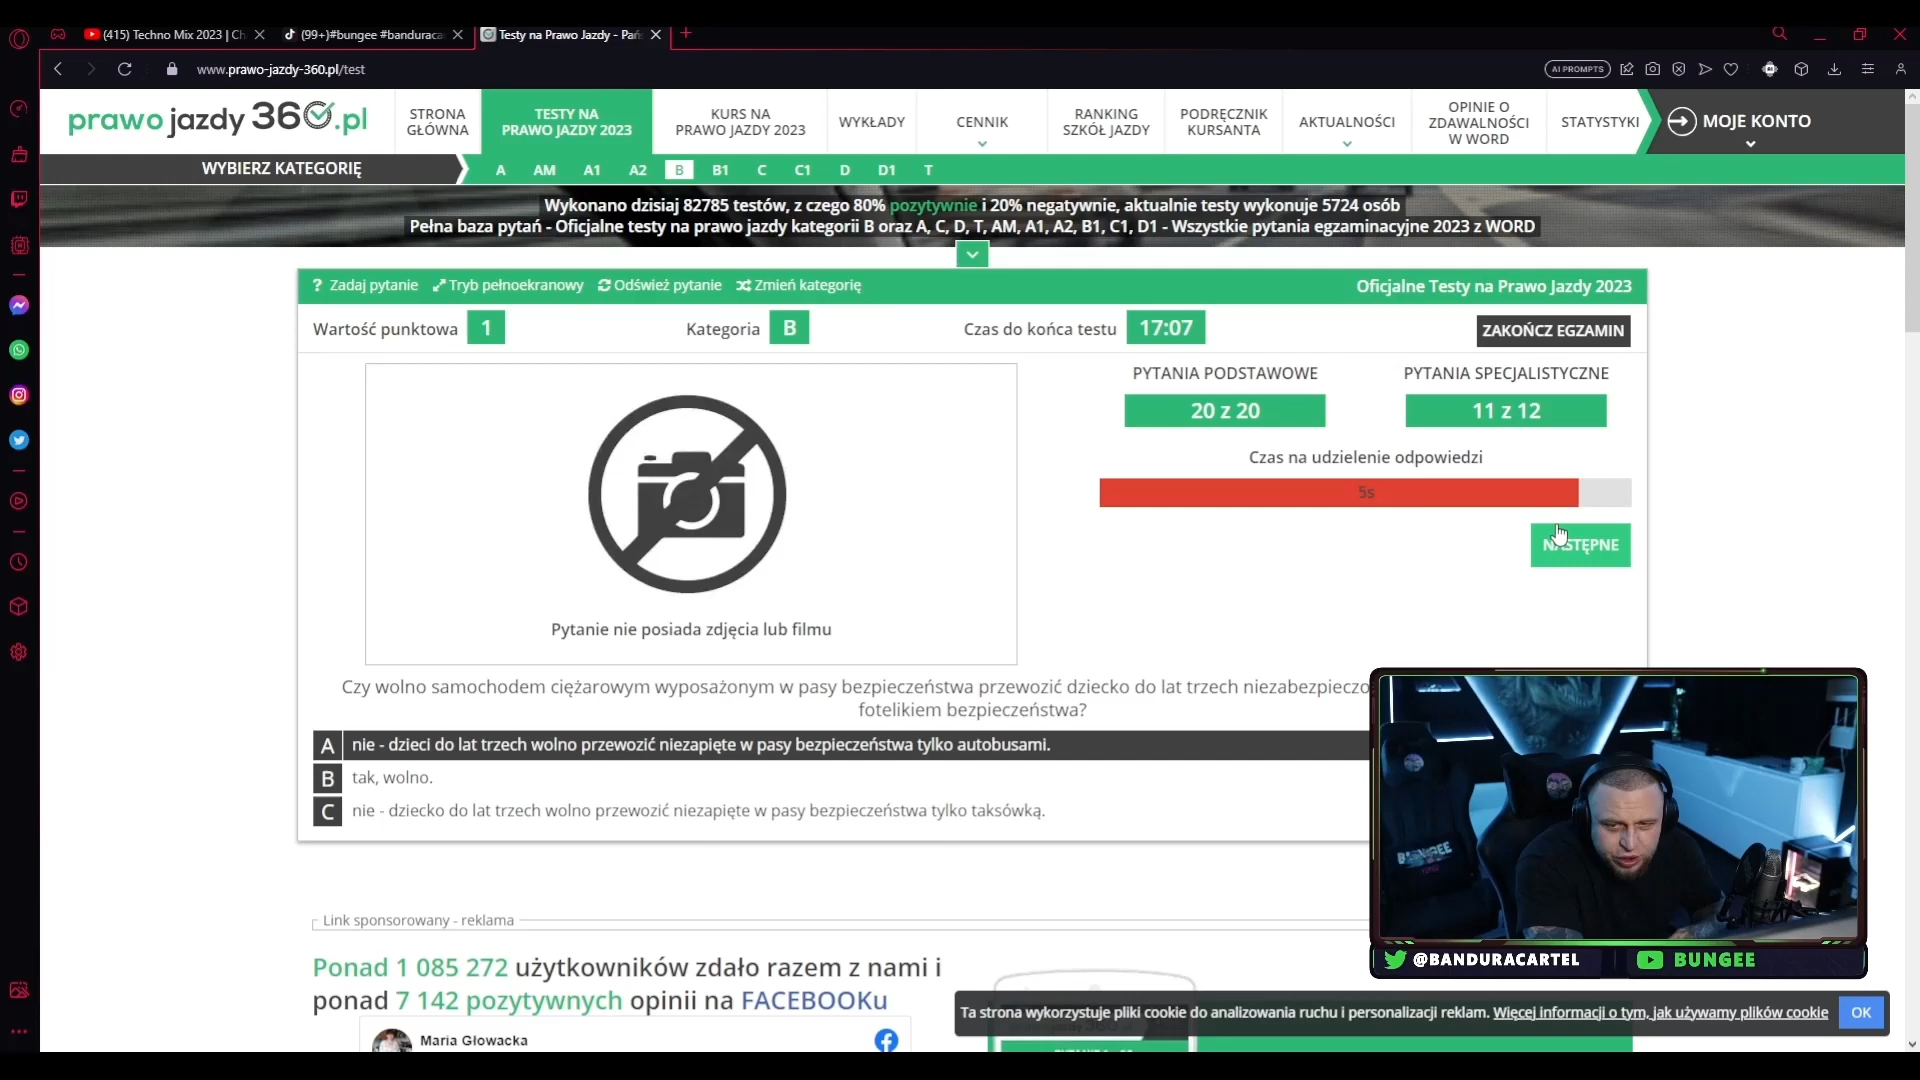 (415) Techno Mix 2023 | C
(99+)#bungee #bandurac
Testy na Prawo Jazdy - Pań
www.prawo-jazdy-360.pl/test
AI PROMPTS
prawo jazdy 360.pl
STRONA
GŁÓWNA
TESTY NA
PRAWO JAZDY 2023
KURS NA
PRAWO JAZDY 2023
WYKŁADY
CENNIK
RANKING
SZKÓŁ JAZDY
PODRĘCZNIK
KURSANTA
AKTUALNOŚCI
OPINIE O
ZDAWALNOŚCI
W WORD
STATYSTYKI
MOJE KONTO
WYBIERZ KATEGORIĘ
A AM A1 A2 B B1 C C1 D D1 T
Wykonano dzisiaj 82785 testów, z czego 80% pozytywnie i 20% negatywnie, aktualnie testy wykonuje 5724 osób
Pełna baza pytań - Oficjalne testy na prawo jazdy kategorii B oraz A, C, D, T, AM, A1, A2, B1, C1, D1 - Wszystkie pytania egzaminacyjne 2023 z WORD
? Zadaj pytanie Tryb pełnoekranowy Odśwież pytanie Zmień kategorię
Oficjalne Testy na Prawo Jazdy 2023
Wartość punktowa 1
Kategoria B
Czas do końca testu 17:07
ZAKOŃCZ EGZAMIN
PYTANIA PODSTAWOWE
20 z 20
PYTANIA SPECJALISTYCZNE
11 z 12
Czas na udzielenie odpowiedzi
5s
NASTĘPNE
Pytanie nie posiada zdjęcia lub filmu
Czy wolno samochodem ciężarowym wyposażonym w pasy bezpieczeństwa przewozić dziecko do lat trzech niezabezpieczo
fotelikiem bezpieczeństwa?
A nie - dzieci do lat trzech wolno przewozić niezapięte w pasy bezpieczeństwa tylko autobusami.
B tak, wolno.
C nie - dziecko do lat trzech wolno przewozić niezapięte w pasy bezpieczeństwa tylko taksówką.
BUNGEE
@BANDURACARTEL
BUNGEE
Link sponsorowany - reklama
Ponad 1 085 272 użytkowników zdało razem z nami i
ponad 7 142 pozytywnych opinii na FACEBOOKu
Maria Głowacka
Ta strona wykorzystuje pliki cookie do analizowania ruchu i personalizacji reklam. Więcej informacji o tym, jak używamy plików cookie
OK